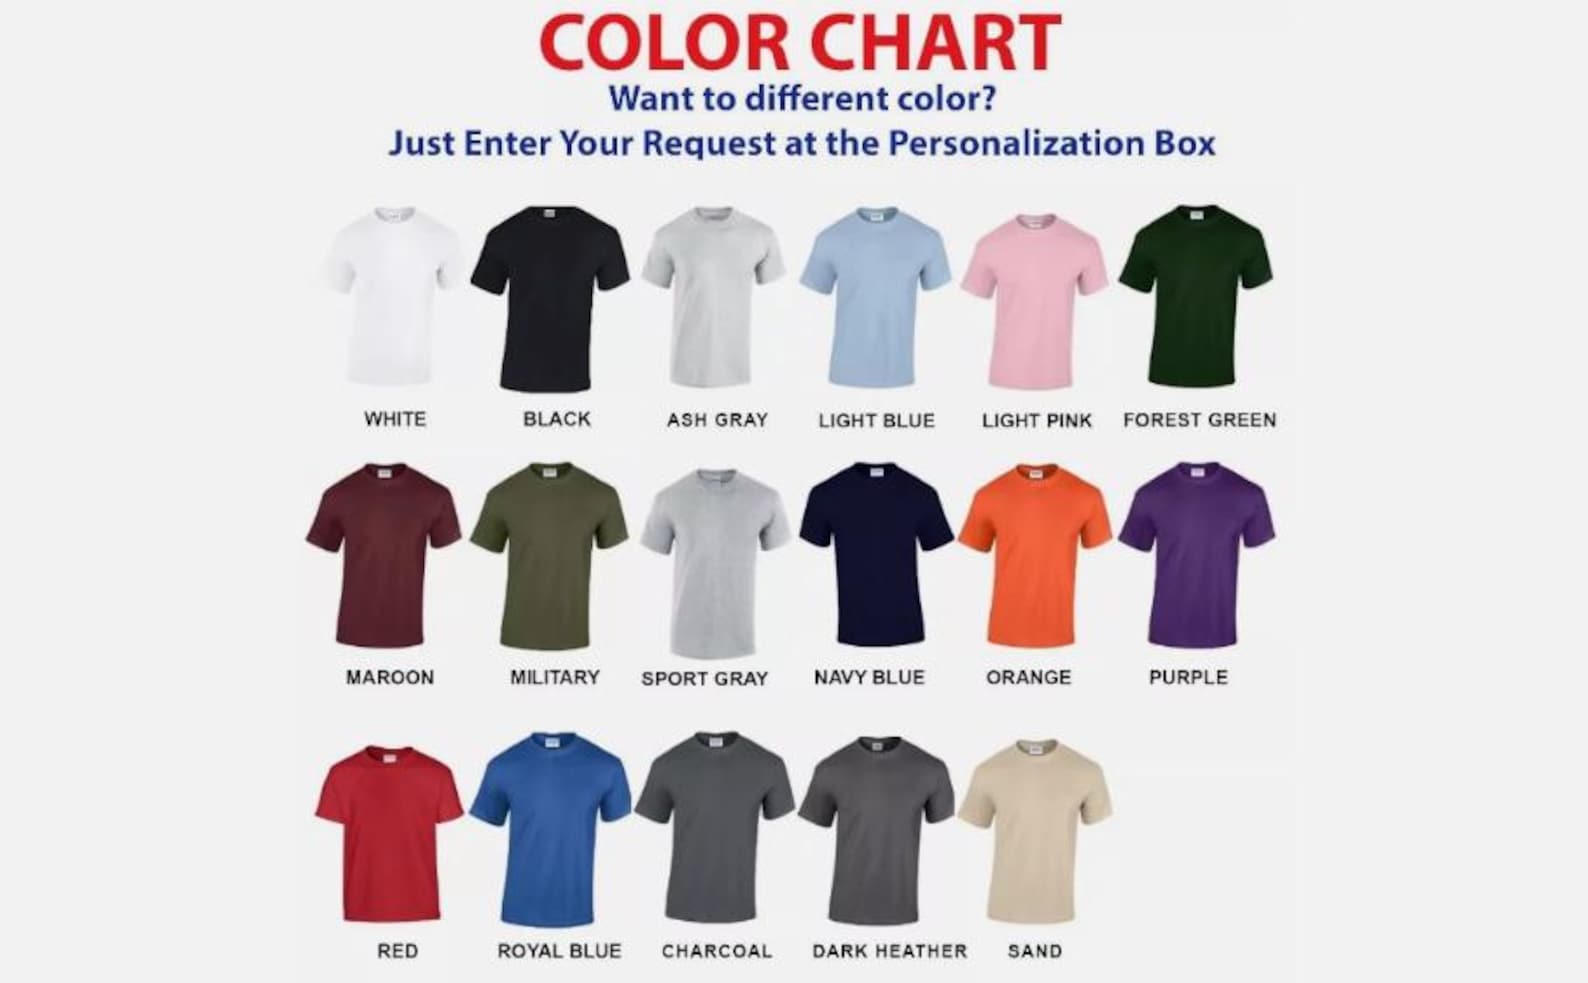 COLOR CHART
Want to different color?
Just Enter Your Request at the Personalization Box
WHITE BLACK ASH GRAY LIGHT BLUE LIGHT PINK FOREST GREEN
MAROON MILITARY SPORT GRAY NAVY BLUE ORANGE PURPLE
RED ROYAL BLUE CHARCOAL DARK HEATHER SAND